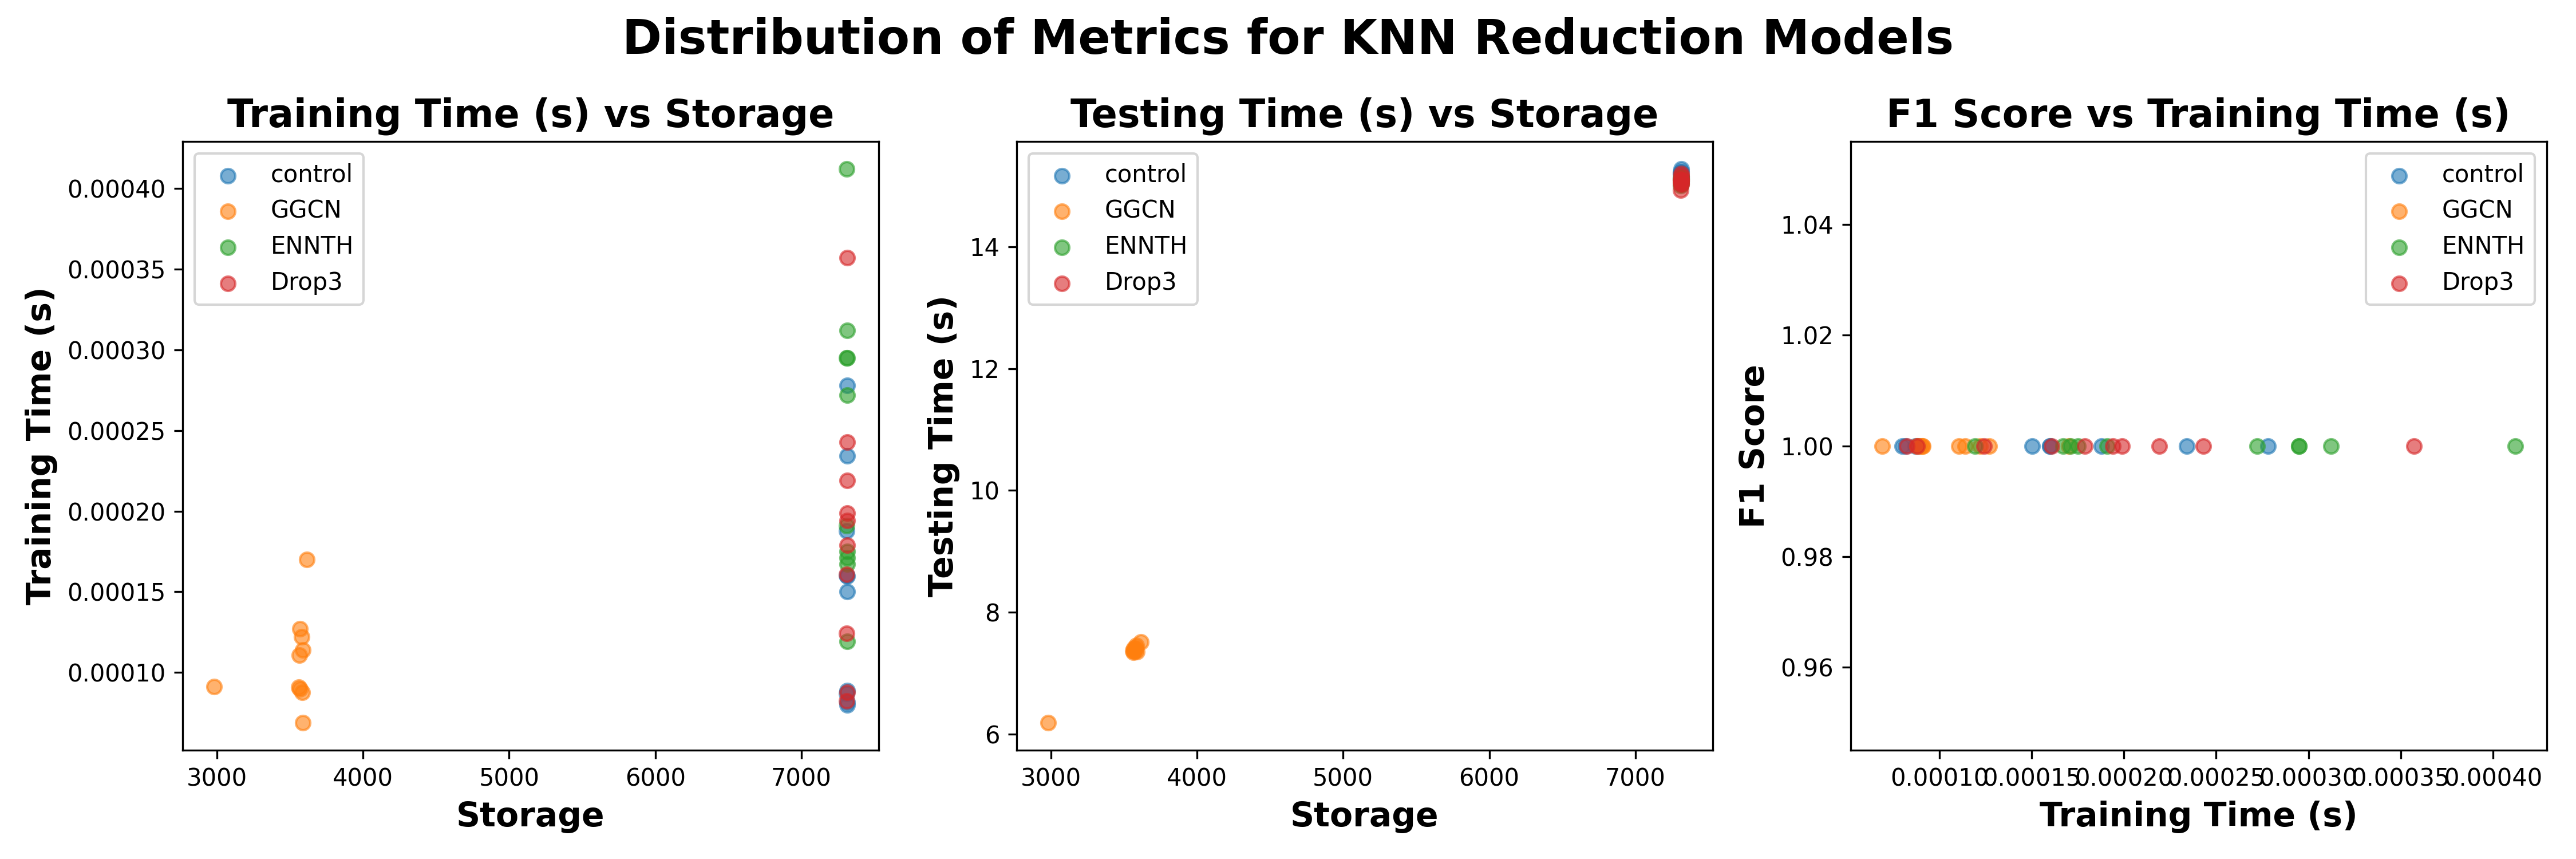 Distribution of Metrics for KNN Reduction Models
Training Time (s) vs Storage
Training Time (s)
0.00040
0.00035
0.00030
0.00025
0.00020
0.00015
0.00010
control
GGCN
ENNTH
Drop3
3000 4000 5000 6000 7000
Storage
Testing Time (s) vs Storage
Testing Time (s)
14
12
10
8
6
control
GGCN
ENNTH
Drop3
3000 4000 5000 6000 7000
Storage
F1 Score vs Training Time (s)
F1 Score
1.04
1.02
1.00
0.98
0.96
control
GGCN
ENNTH
Drop3
0.00010 0.00015 0.00020 0.00025 0.00030 0.00035 0.00040
Training Time (s)